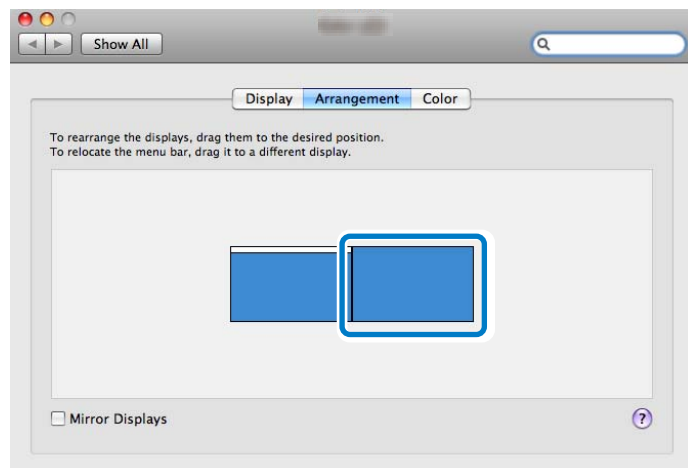 Show All
Display Arrangement Color
To rearrange the displays, drag them to the desired position.
To relocate the menu bar, drag it to a different display.
Mirror Displays
?